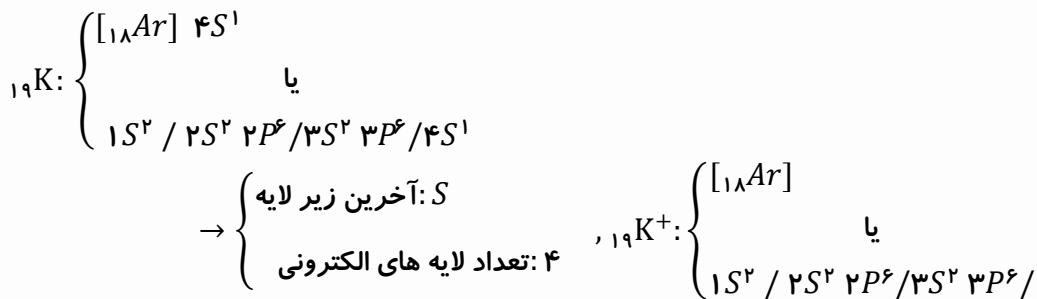 [₁₈Ar] ۴S¹
₁₉K: یا
۱S² / ۲S² ۲P⁶/۳S² ۳P⁶/۴S¹
→ آخرین زیر لایه: S
تعداد لایه های الکترونی: ۴
, ₁₉K⁺: [₁₈Ar]
یا
۱S² / ۲S² ۲P⁶/۳S² ۳P⁶/